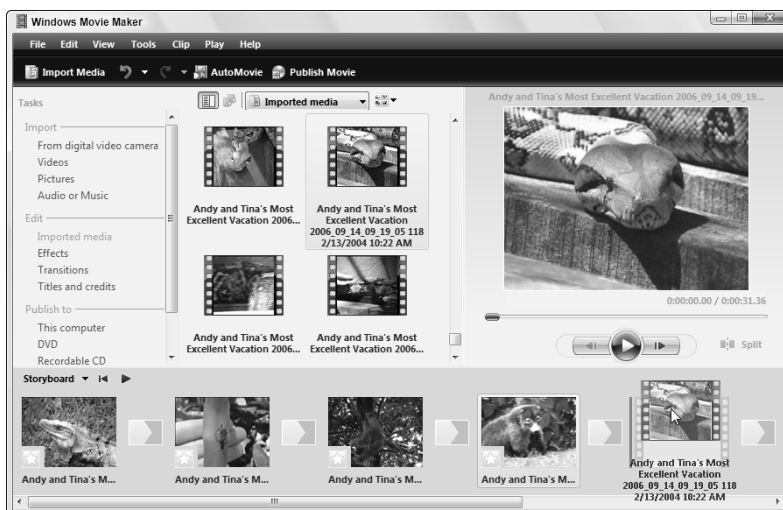 Windows Movie Maker
File Edit View Tools Clip Play Help
Import Media AutoMovie Publish Movie
Tasks
Import
From digital video camera
Videos
Pictures
Audio or Music
Edit
Imported media
Effects
Transitions
Titles and credits
Publish to
This computer
DVD
Recordable CD
Imported media
Andy and Tina's Most
Excellent Vacation 2006...
Andy and Tina's Most
Excellent Vacation
2006_09_14_09_19_05 118
2/13/2004 10:22 AM
Andy and Tina's Most
Excellent Vacation 2006...
Andy and Tina's Most
Excellent Vacation 2006...
Andy and Tina's Most Excellent Vacation 2006_09_14_09_19...
0:00:00.00 / 0:00:31.36
Split
Storyboard
Andy and Tina's M...
Andy and Tina's M...
Andy and Tina's M...
Andy and Tina's M...
Andy and Tina's Most
Excellent Vacation
2006_09_14_09_19_05 118
2/13/2004 10:22 AM